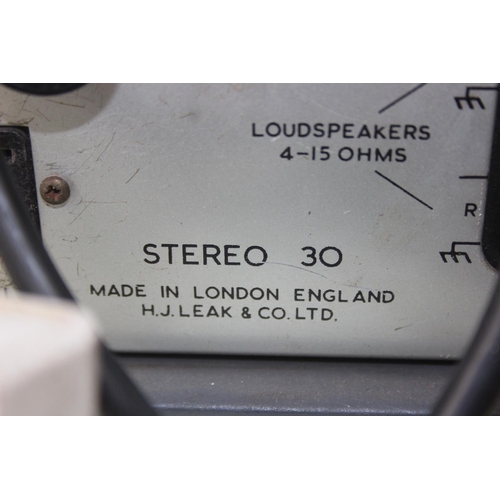 LOUDSPEAKERS
4-15 OHMS
R
STEREO 30
MADE IN LONDON ENGLAND
H.J. LEAK & CO. LTD.